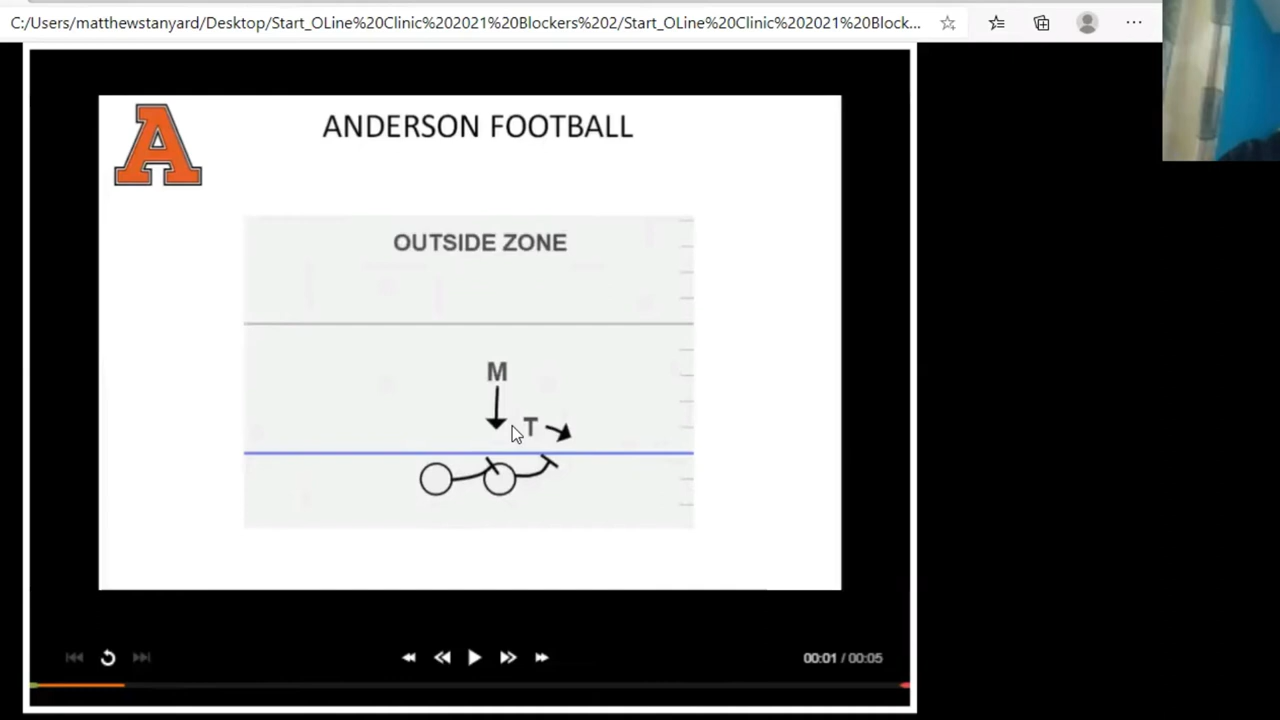 C:/Users/matthewstanyard/Desktop/Start_OLine%20Clinic%202021%20Blockers%202/Start_OLine%20Clinic%202021%20Block...
A
ANDERSON FOOTBALL
OUTSIDE ZONE
M
T
00:01 / 00:05